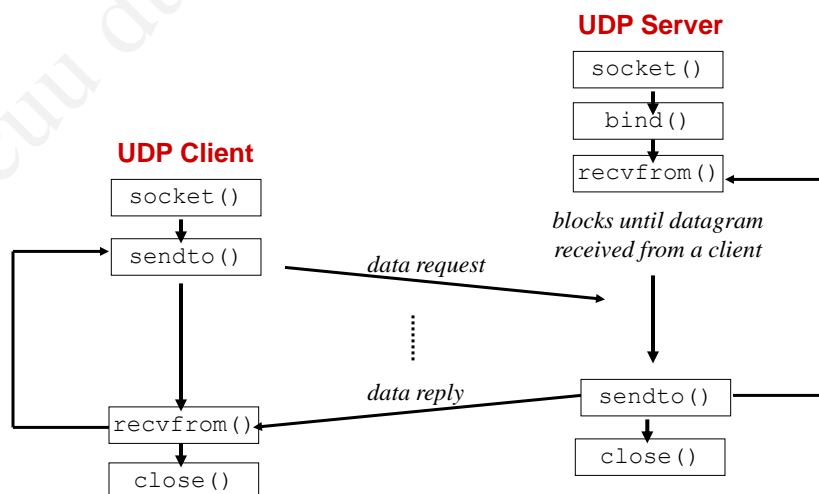 UDP Server
socket()
bind()
recvfrom()
blocks until datagram
received from a client
UDP Client
socket()
sendto()
data request
data reply
sendto()
recvfrom()
close()
close()